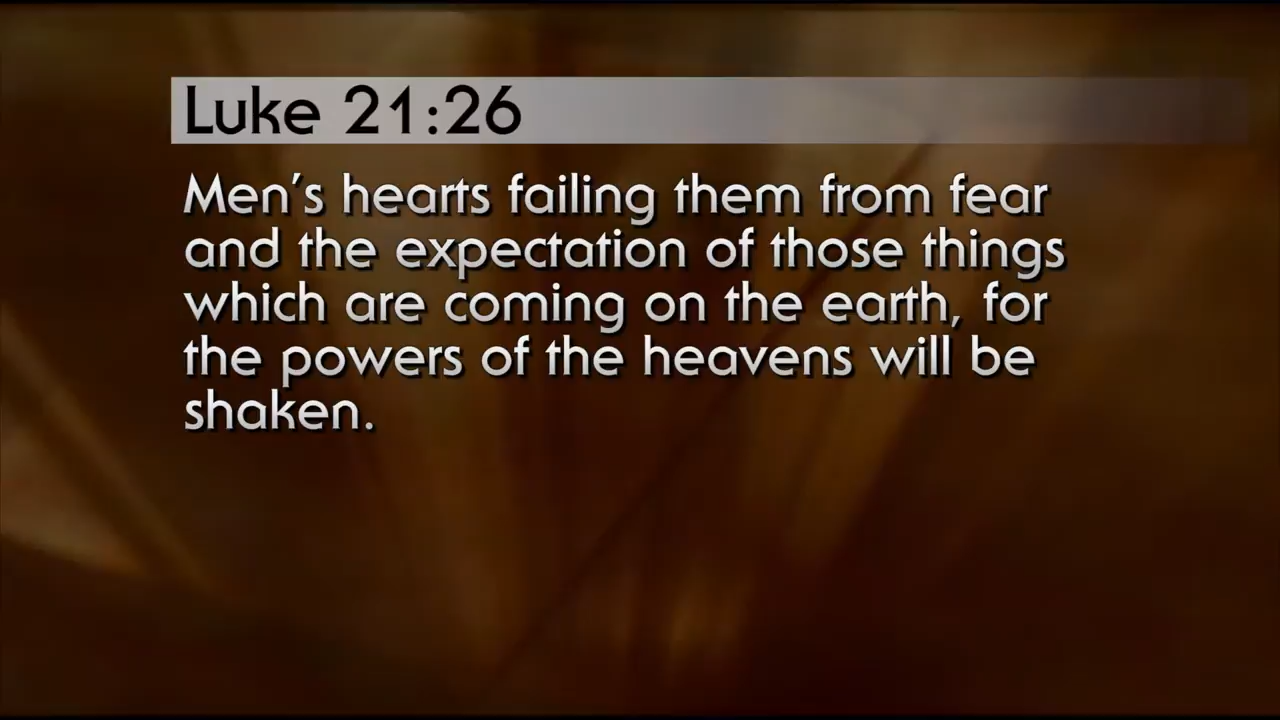 Luke 21:26
Men's hearts failing them from fear
and the expectation of those things
which are coming on the earth, for
the powers of the heavens will be
shaken.